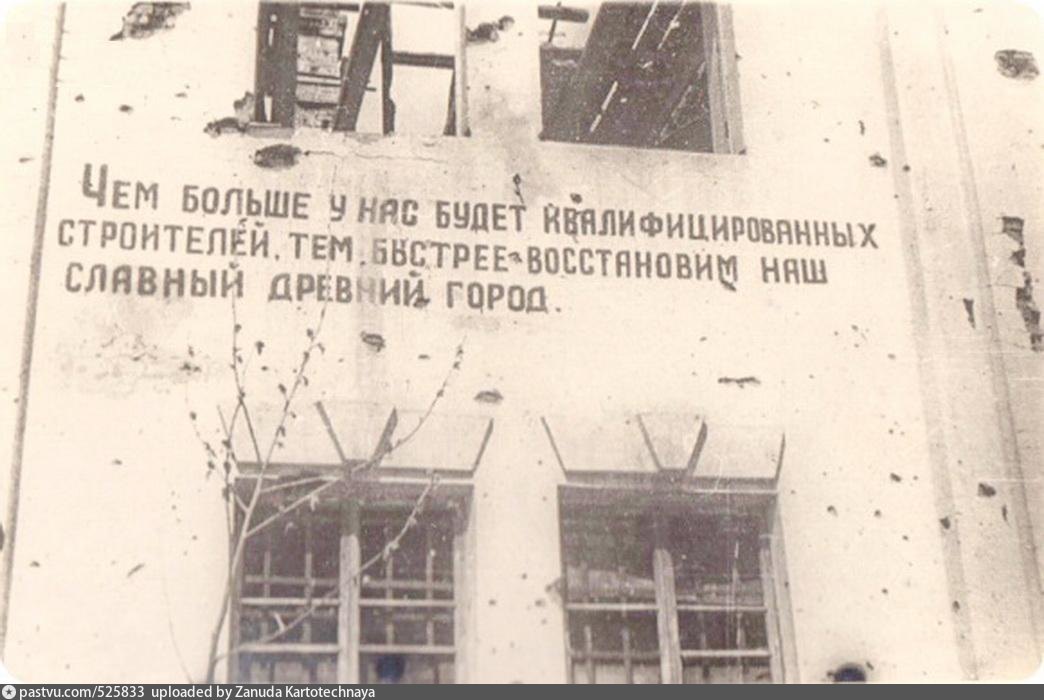 Чем больше у нас будет квалифицированных
строителей, тем быстрее восстановим наш
славный древний город.
pastvu.com/525833 uploaded by Zanuda Kartotechnaya